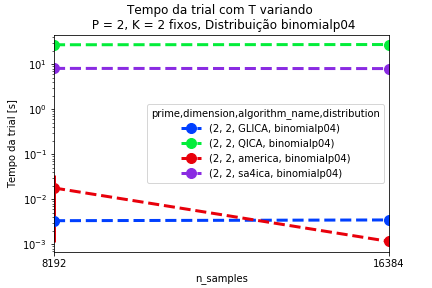 Tempo da trial com T variando
P = 2, K = 2 fixos, Distribuição binomialp04
Tempo da trial [s]
10¹
10⁰
10⁻¹
10⁻²
10⁻³
prime,dimension,algorithm_name,distribution
(2, 2, GLICA, binomialp04)
(2, 2, QICA, binomialp04)
(2, 2, america, binomialp04)
(2, 2, sa4ica, binomialp04)
8192
16384
n_samples